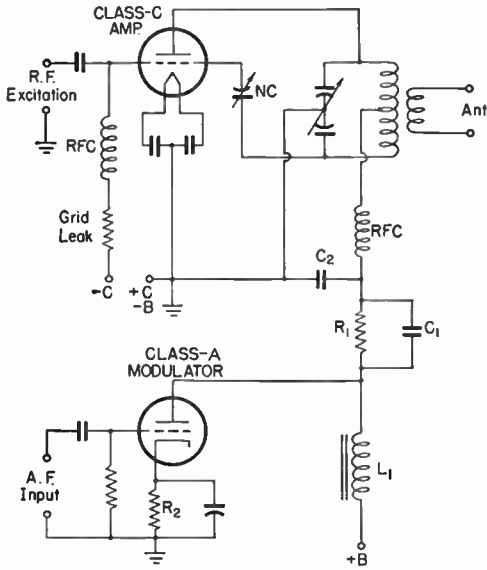 CLASS-C
AMP.
R.F.
Excitation
NC
Ant
RFC
RFC
Grid
Leak
C2
-C
+C
-B
R1
C1
CLASS-A
MODULATOR
A.F.
Input
R2
L1
+B